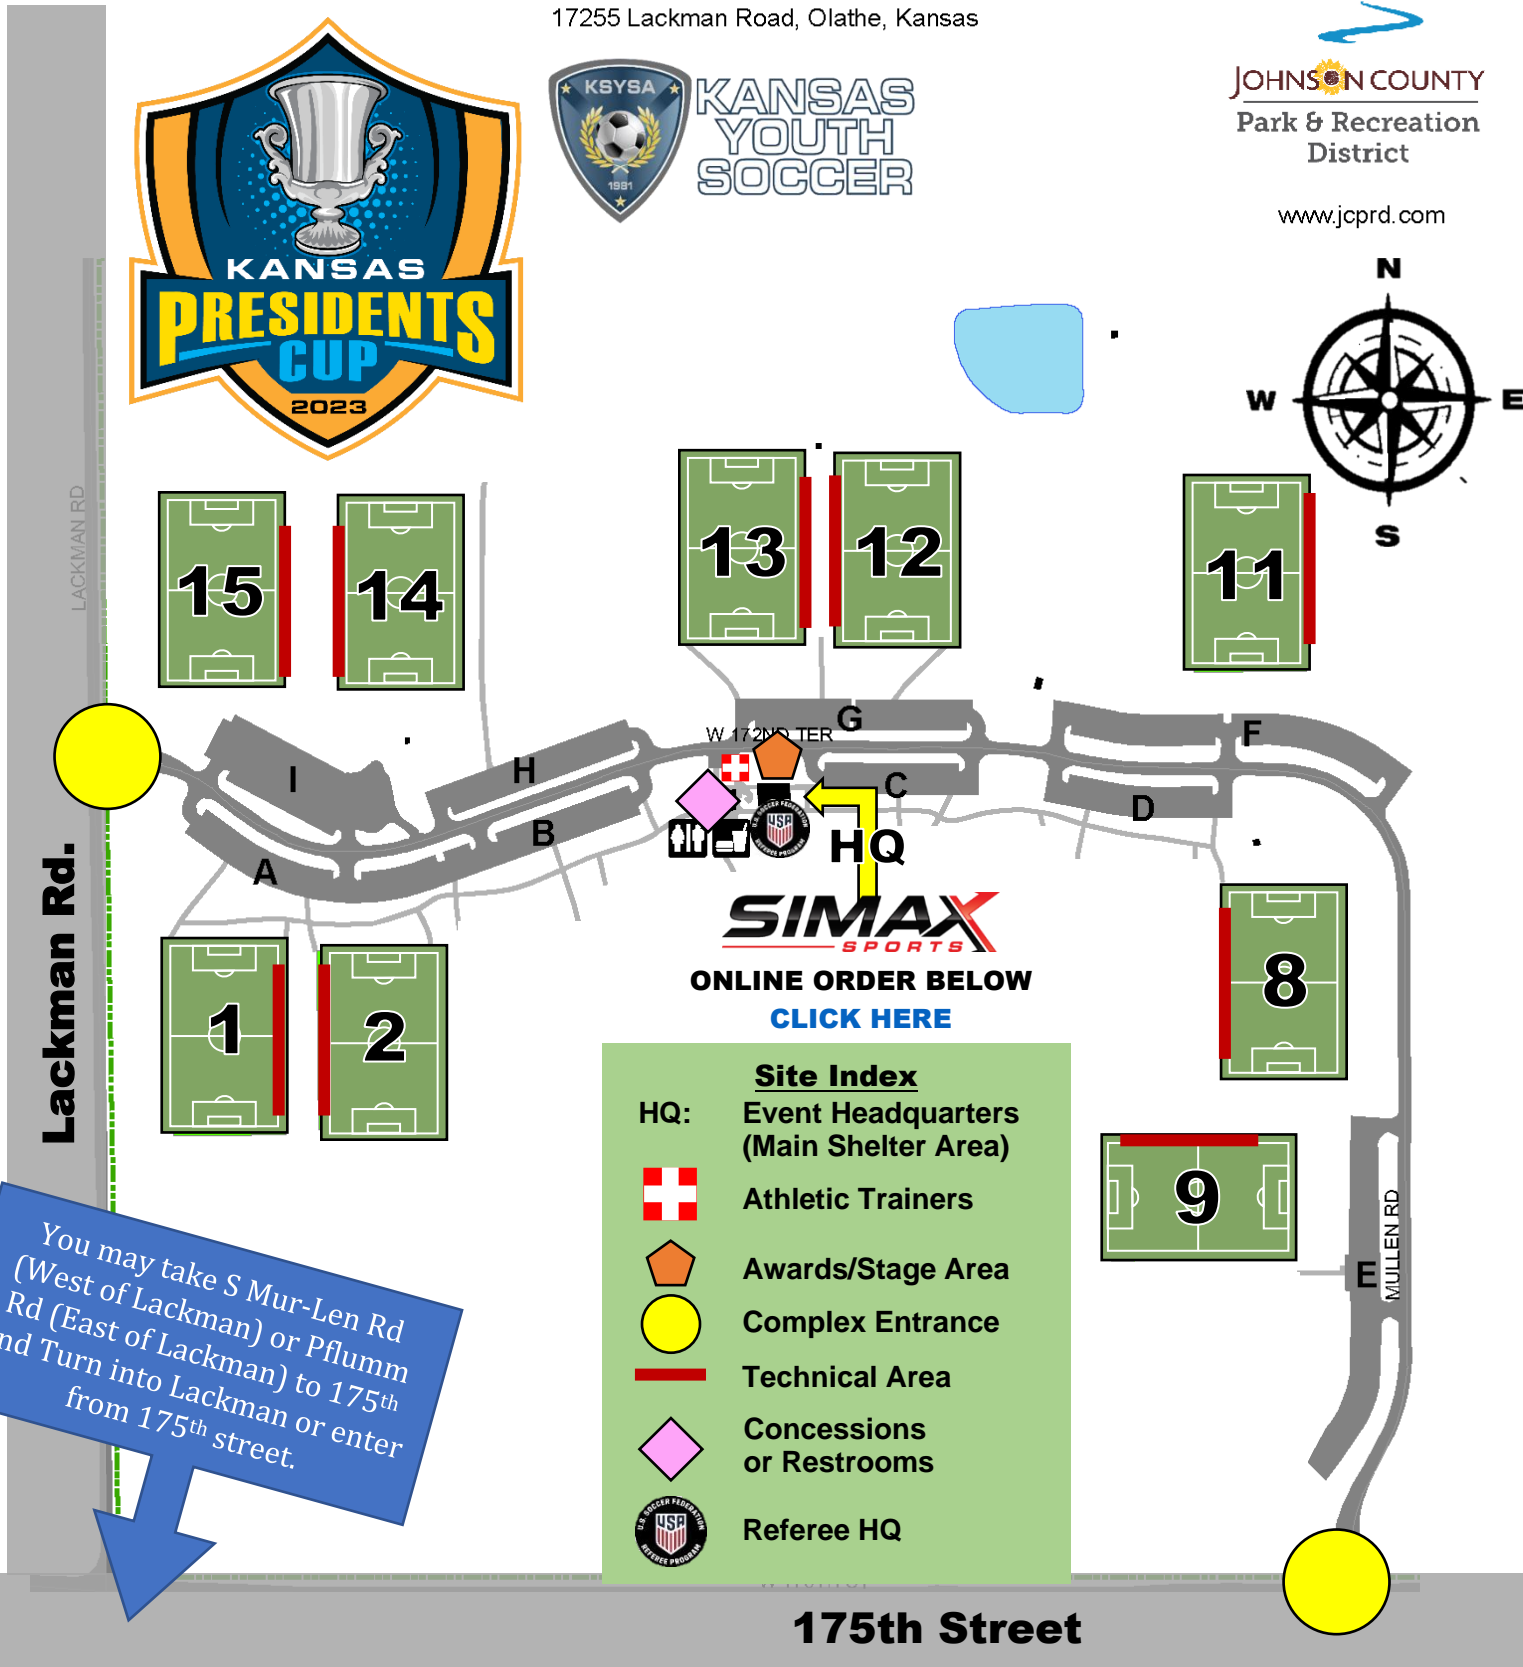 17255 Lackman Road, Olathe, Kansas
KSYSA
1981
KANSAS
YOUTH
SOCCER
JOHNSON COUNTY
Park & Recreation
District
www.jcprd.com
KANSAS
PRESIDENTS
CUP
2023
N
W
E
S
LACKMAN RD
15
14
13
12
11
G
W 172ND TER
F
I
H
C
D
B
A
HQ
SIMAX
SPORTS
ONLINE ORDER BELOW
CLICK HERE
Lackman Rd.
1
2
8
9
E
MULLEN RD
Site Index
HQ: Event Headquarters
(Main Shelter Area)
Athletic Trainers
Awards/Stage Area
Complex Entrance
Technical Area
Concessions
or Restrooms
U.S. SOCCER FEDERATION
USA
REFEREE PROGRAM
Referee HQ
You may take S Mur-Len Rd
(West of Lackman) or Pflumm
Rd (East of Lackman) to 175th
nd Turn into Lackman or enter
from 175th street.
175th Street